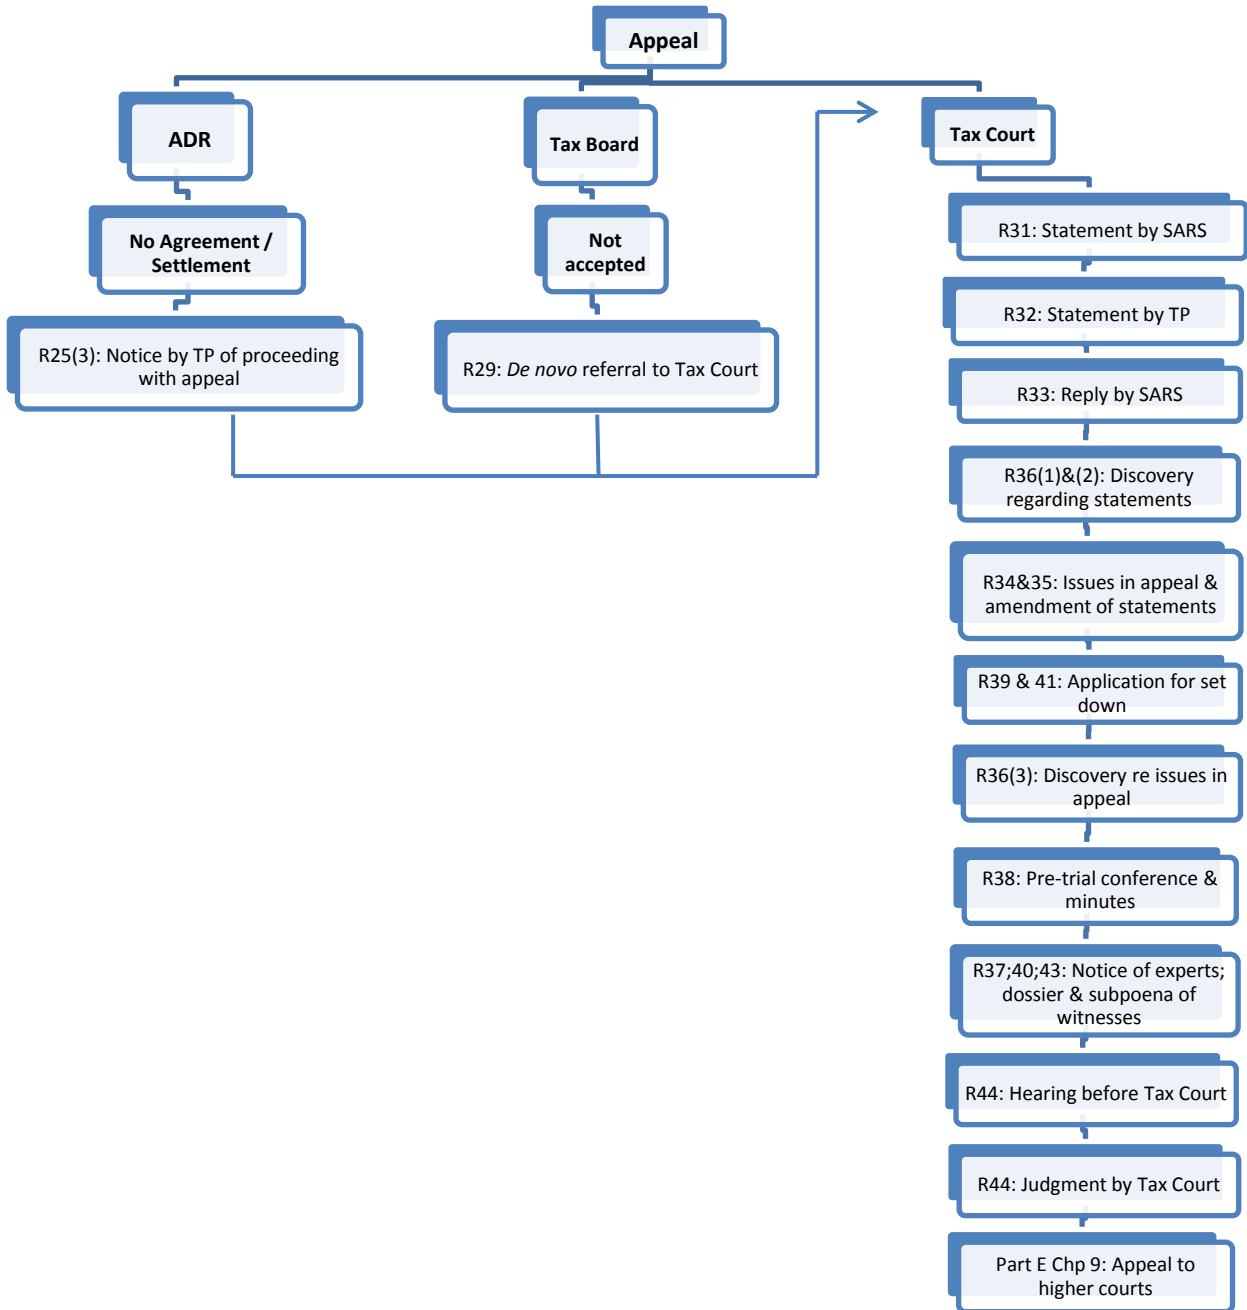 Appeal
ADR
No Agreement /
Settlement
R25(3): Notice by TP of proceeding
with appeal
Tax Board
Not
accepted
R29: De novo referral to Tax Court
Tax Court
R31: Statement by SARS
R32: Statement by TP
R33: Reply by SARS
R36(1)&(2): Discovery
regarding statements
R34&35: Issues in appeal &
amendment of statements
R39 & 41: Application for set
down
R36(3): Discovery re issues in
appeal
R38: Pre-trial conference &
minutes
R37;40;43: Notice of experts;
dossier & subpoena of
witnesses
R44: Hearing before Tax Court
R44: Judgment by Tax Court
Part E Chp 9: Appeal to
higher courts